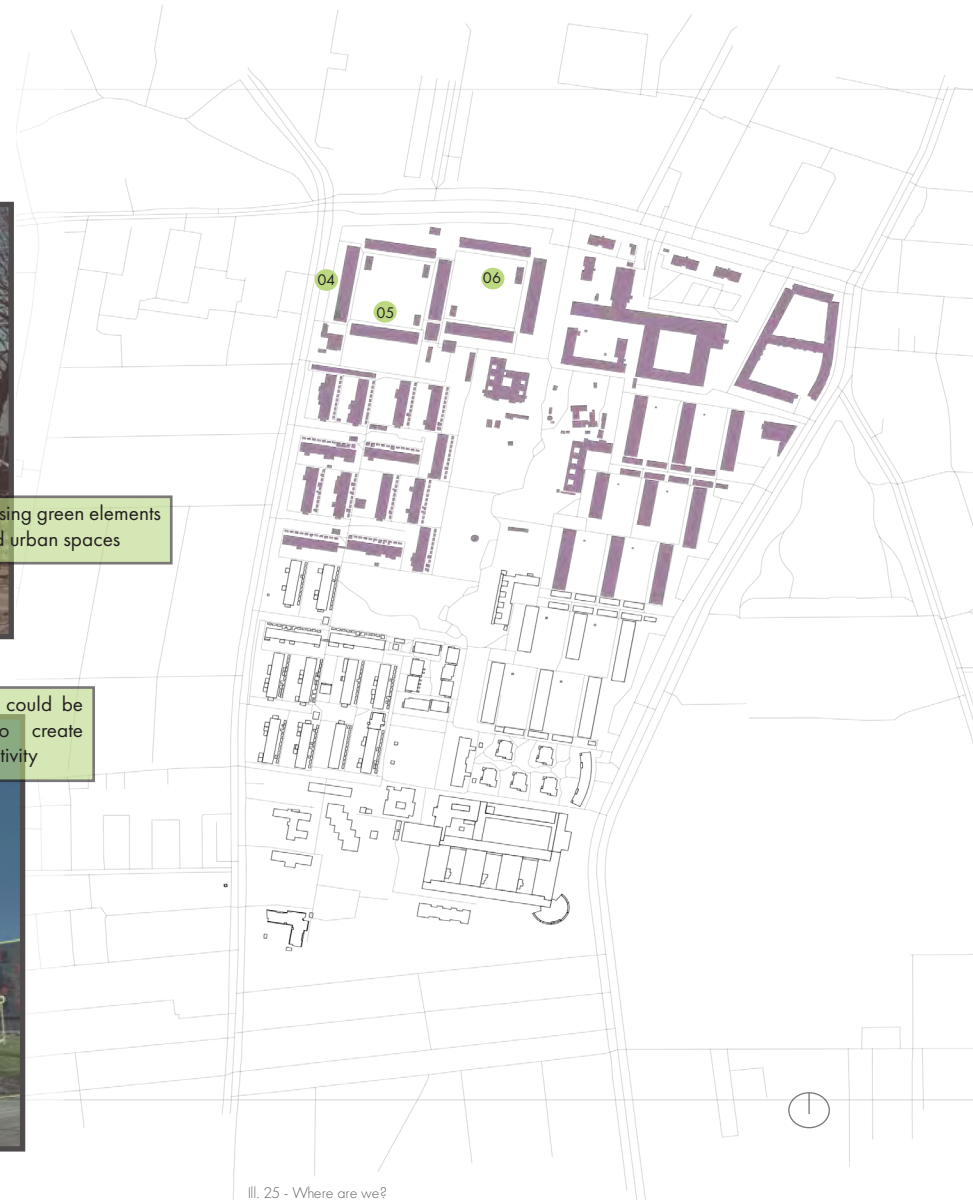 04
05
06
sing green elements
urban spaces
could be
create
tivity
Ill. 25 - Where are we?